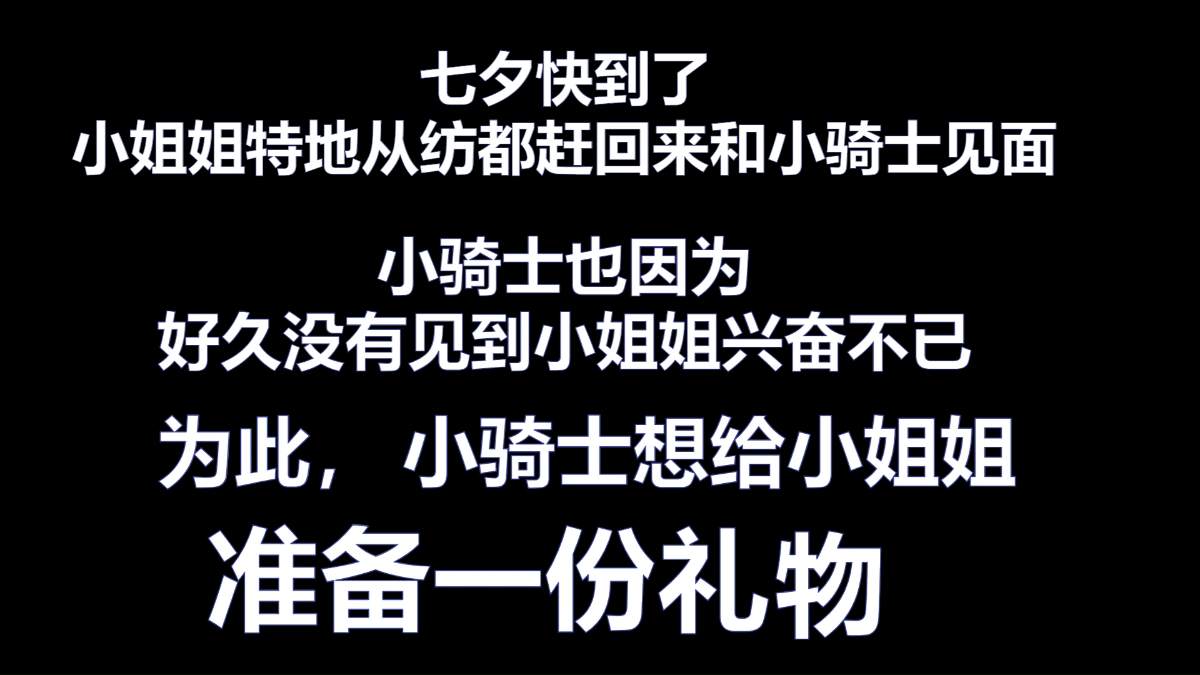 七夕快到了
小姐姐特地从纺都赶回来和小骑士见面
小骑士也因为
好久没有见到小姐姐兴奋不已
为此，小骑士想给小姐姐
准备一份礼物